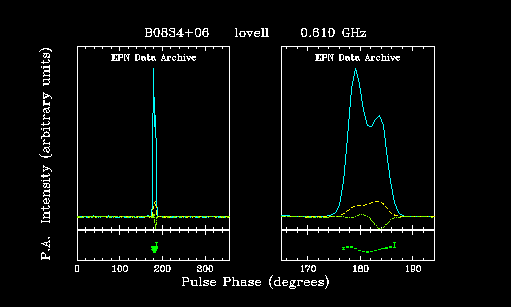 B0834+06 lovell 0.610 GHz
EPN Data Archive EPN Data Archive
Intensity (arbitrary units)
P.A.
0 100 200 300 170 180 190
Pulse Phase (degrees)